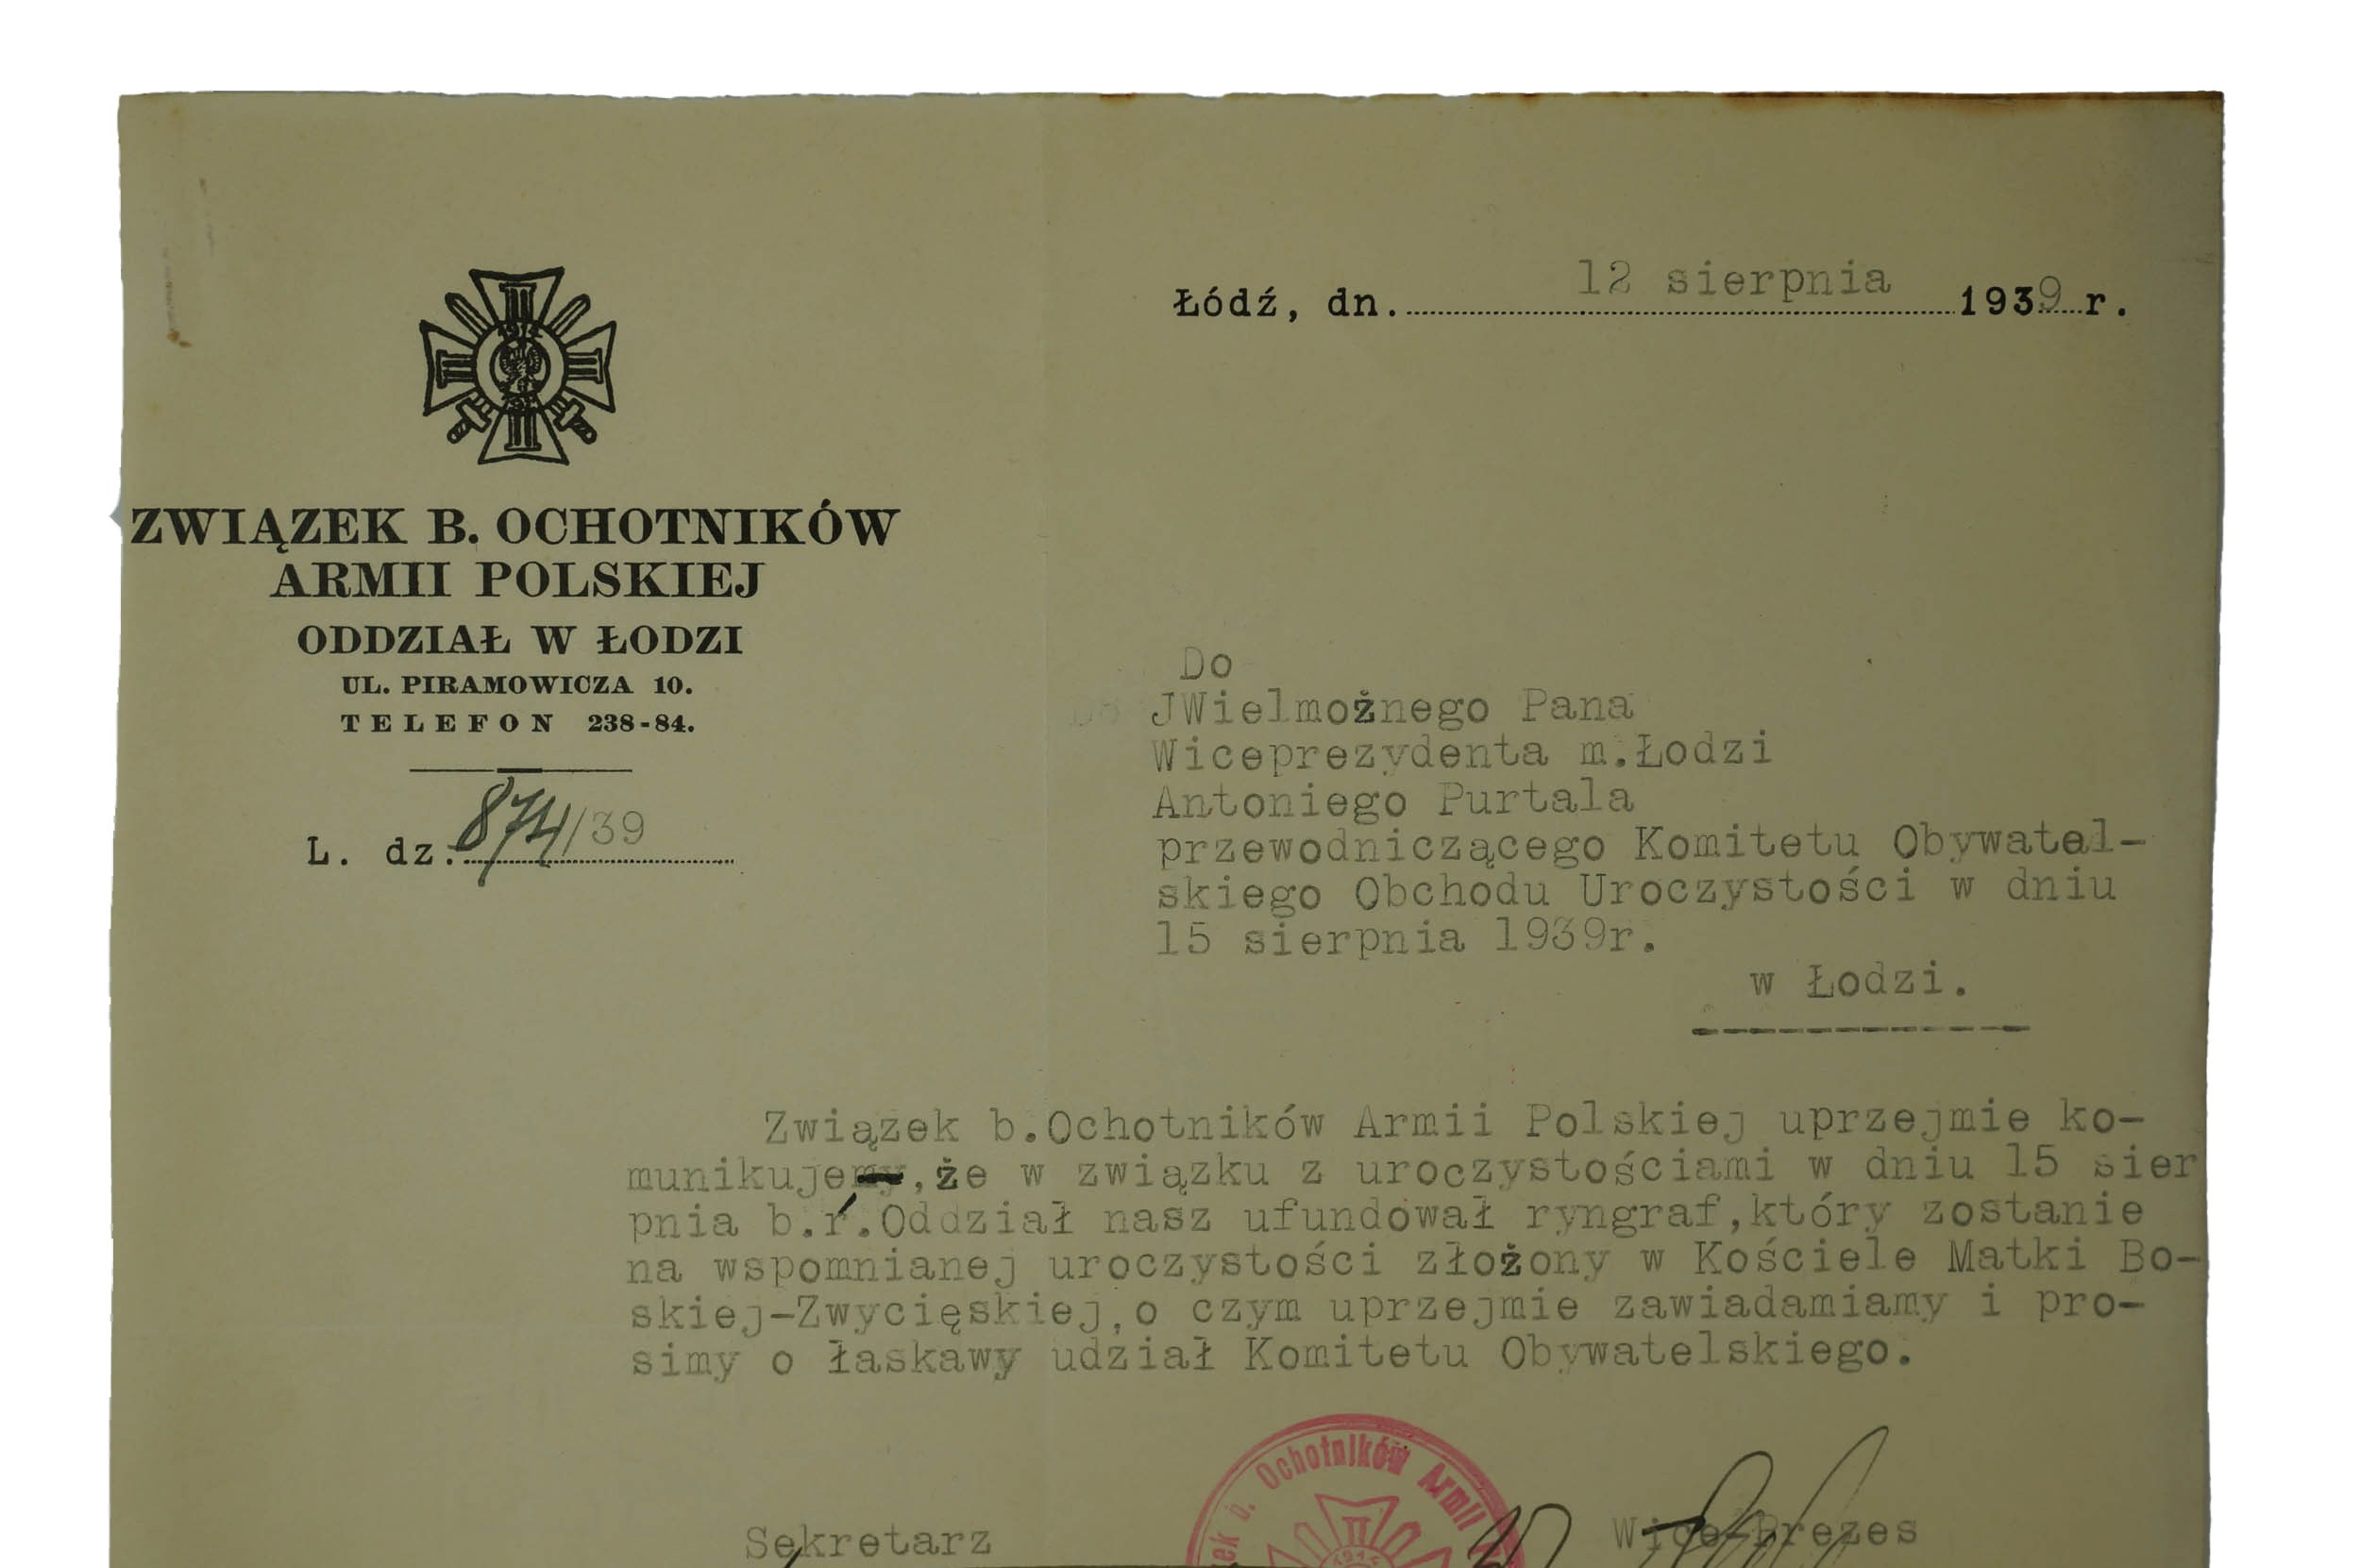 Łódź, dn. 12 sierpnia 1939 r.
ZWIĄZEK B. OCHOTNIKÓW
ARMII POLSKIEJ
ODDZIAŁ W ŁODZI
UL. PIRAMOWICZA 10.
TELEFON 238-84.
L. dz. 874/39
Do
JWielmożnego Pana
Wiceprezydenta m.Łodzi
Antoniego Purtala
przewodniczącego Komitetu Obywatel-
skiego Obchodu Uroczystości w dniu
15 sierpnia 1939r.
w Łodzi.
Związek b.Ochotników Armii Polskiej uprzejmie ko-
munikuje, że w związku z uroczystościami w dniu 15 sier
pnia b.r. Oddział nasz ufundował ryngraf,który zostanie
na wspomnianej uroczystości złożony w Kościele Matki Bo-
skiej-Zwycięskiej,o czym uprzejmie zawiadamiamy i pro-
simy o łaskawy udział Komitetu Obywatelskiego.
b. Ochotników Armii
1914
Sekretarz
Wice-Prezes